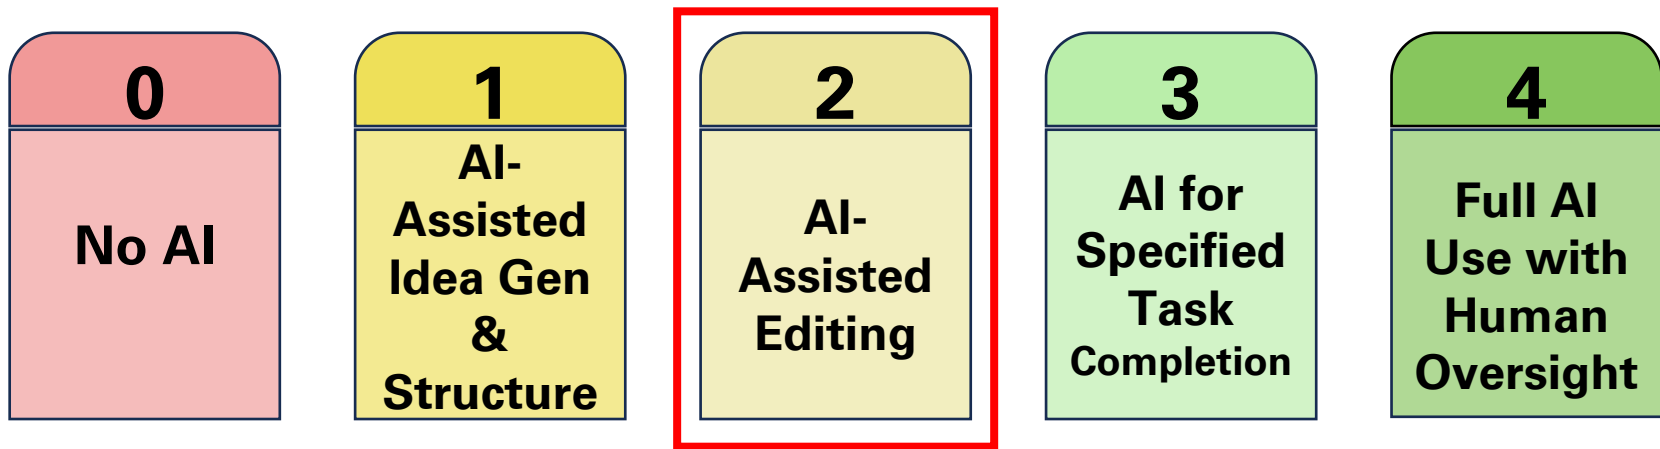 0
No AI
1
AI-
Assisted
Idea Gen
&
Structure
2
AI-
Assisted
Editing
3
AI for
Specified
Task
Completion
4
Full AI
Use with
Human
Oversight